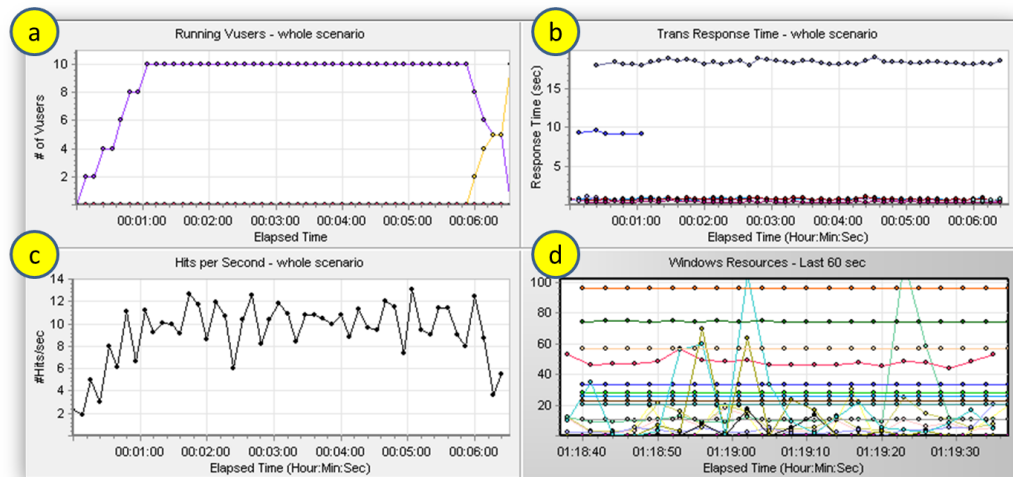 a
Running Vusers - whole scenario
# of Vusers
10
8
6
4
2
00:01:00 00:02:00 00:03:00 00:04:00 00:05:00 00:06:00
Elapsed Time
b
Trans Response Time - whole scenario
Response Time (sec)
15
10
5
00:01:00 00:02:00 00:03:00 00:04:00 00:05:00 00:06:00
Elapsed Time (Hour:Min:Sec)
c
Hits per Second - whole scenario
#Hits/sec
14
12
10
8
6
4
2
00:01:00 00:02:00 00:03:00 00:04:00 00:05:00 00:06:00
Elapsed Time (Hour:Min:Sec)
d
Windows Resources - Last 60 sec
100
80
60
40
20
01:18:40 01:18:50 01:19:00 01:19:10 01:19:20 01:19:30
Elapsed Time (Hour:Min:Sec)